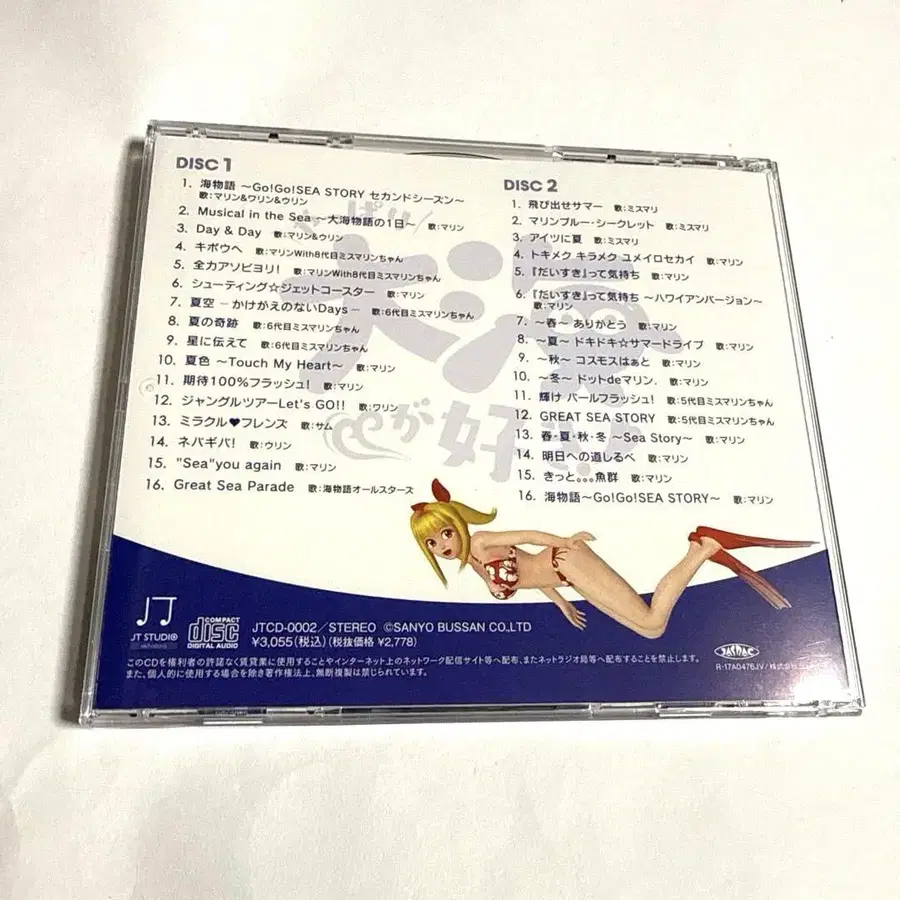 DISC 1
1. 海物語 〜Go!Go!SEA STORY セカンドシーズン〜
歌:マリン&ワリン&ウリン
2. Musical in the Sea 〜大海物語の1日〜 歌:マリン
3. Day & Day 歌:マリン&ウリン
4. キボウへ 歌:マリンWith8代目ミスマリンちゃん
5. 全力アソビヨリ! 歌:マリンWith8代目ミスマリンちゃん
6. シューティング☆ジェットコースター 歌:マリン
7. 夏空 −かけがえのないDays− 歌:6代目ミスマリンちゃん
8. 夏の奇跡 歌:6代目ミスマリンちゃん
9. 星に伝えて 歌:6代目ミスマリンちゃん
10. 夏色 〜Touch My Heart〜 歌:マリン
11. 期待100%フラッシュ! 歌:マリン
12. ジャングルツアーLet's GO!! 歌:ワリン
13. ミラクル♥フレンズ 歌:サム
14. ネバギバ! 歌:ウリン
15. "Sea"you again 歌:マリン
16. Great Sea Parade 歌:海物語オールスターズ
DISC 2
1. 飛び出せサマー 歌:ミスマリ
2. マリンブルー・シークレット 歌:ミスマリ
3. アイツに夏 歌:ミスマリ
4. トキメク キラメク ユメイロセカイ 歌:マリン
5. 『だいすき』って気持ち 歌:マリン
6. 『だいすき』って気持ち 〜ハワイアンバージョン〜
歌:マリン
7. 〜春〜 ありがとう 歌:マリン
8. 〜夏〜 ドキドキ☆サマードライブ 歌:マリン
9. 〜秋〜 コスモスはぁと 歌:マリン
10. 〜冬〜 ドットdeマリン. 歌:マリン
11. 輝け パールフラッシュ! 歌:5代目ミスマリンちゃん
12. GREAT SEA STORY 歌:5代目ミスマリンちゃん
13. 春・夏・秋・冬 〜Sea Story〜 歌:マリン
14. 明日への道しるべ 歌:マリン
15. きっと。。。魚群 歌:マリン
16. 海物語〜Go!Go!SEA STORY〜 歌:マリン
大海
が好き
JT STUDIO
COMPACT
disc
DIGITAL AUDIO
JTCD-0002/STEREO ©SANYO BUSSAN CO.,LTD
¥3,055(税込)(税抜価格 ¥2,778)
このCDを権利者の許諾なく賃貸業に使用することやインターネット上のネットワーク配信サイト等へ配布、またネットラジオ局等へ配布することを禁止します。
また、個人的に使用する場合を除き著作権法上、無断複製は禁じられています。
JASRAC
R-17A0476JV/株式会社